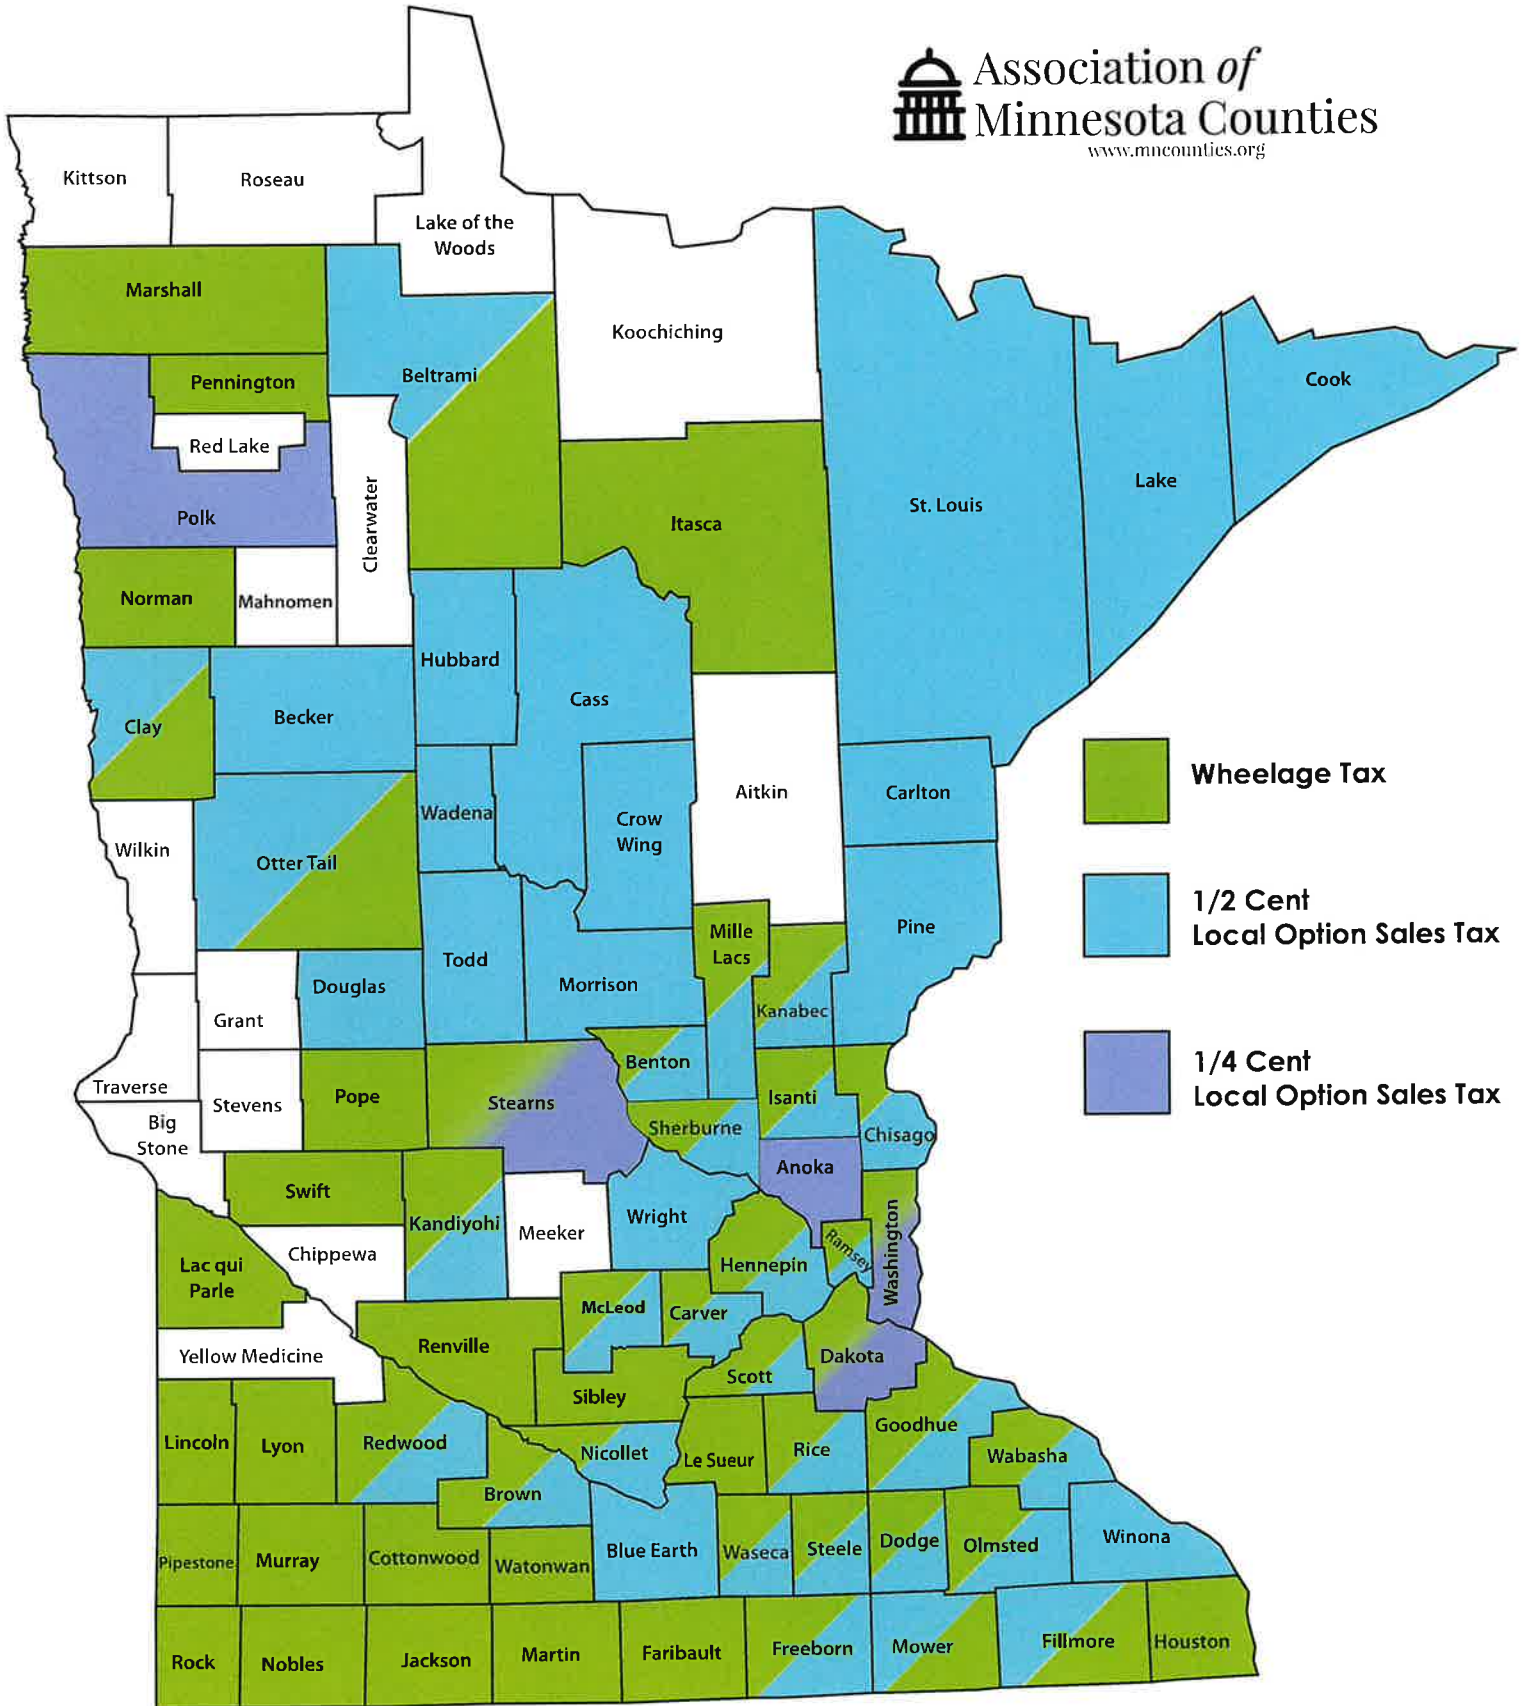 Association of
Minnesota Counties
www.mncounties.org
Kittson
Roseau
Lake of the
Woods
Marshall
Koochiching
Beltrami
Pennington
Cook
Red Lake
Lake
St. Louis
Polk
Clearwater
Itasca
Norman
Mahnomen
Hubbard
Cass
Becker
Clay
Wheelage Tax
Aitkin
Carlton
Wadena
Crow
Wing
Wilkin
Otter Tail
1/2 Cent
Local Option Sales Tax
Pine
Mille
Lacs
Todd
Douglas
Morrison
Kanabec
Grant
Benton
1/4 Cent
Local Option Sales Tax
Traverse
Stevens
Pope
Stearns
Isanti
Big
Stone
Sherburne
Chisago
Anoka
Swift
Kandiyohi
Wright
Meeker
Washington
Ramsey
Chippewa
Hennepin
Lac qui
Parle
McLeod
Carver
Renville
Yellow Medicine
Dakota
Scott
Sibley
Lincoln
Lyon
Redwood
Goodhue
Nicollet
Rice
Le Sueur
Wabasha
Brown
Winona
Pipestone
Murray
Cottonwood
Watonwan
Blue Earth
Waseca
Steele
Dodge
Olmsted
Rock
Nobles
Jackson
Martin
Faribault
Freeborn
Mower
Fillmore
Houston